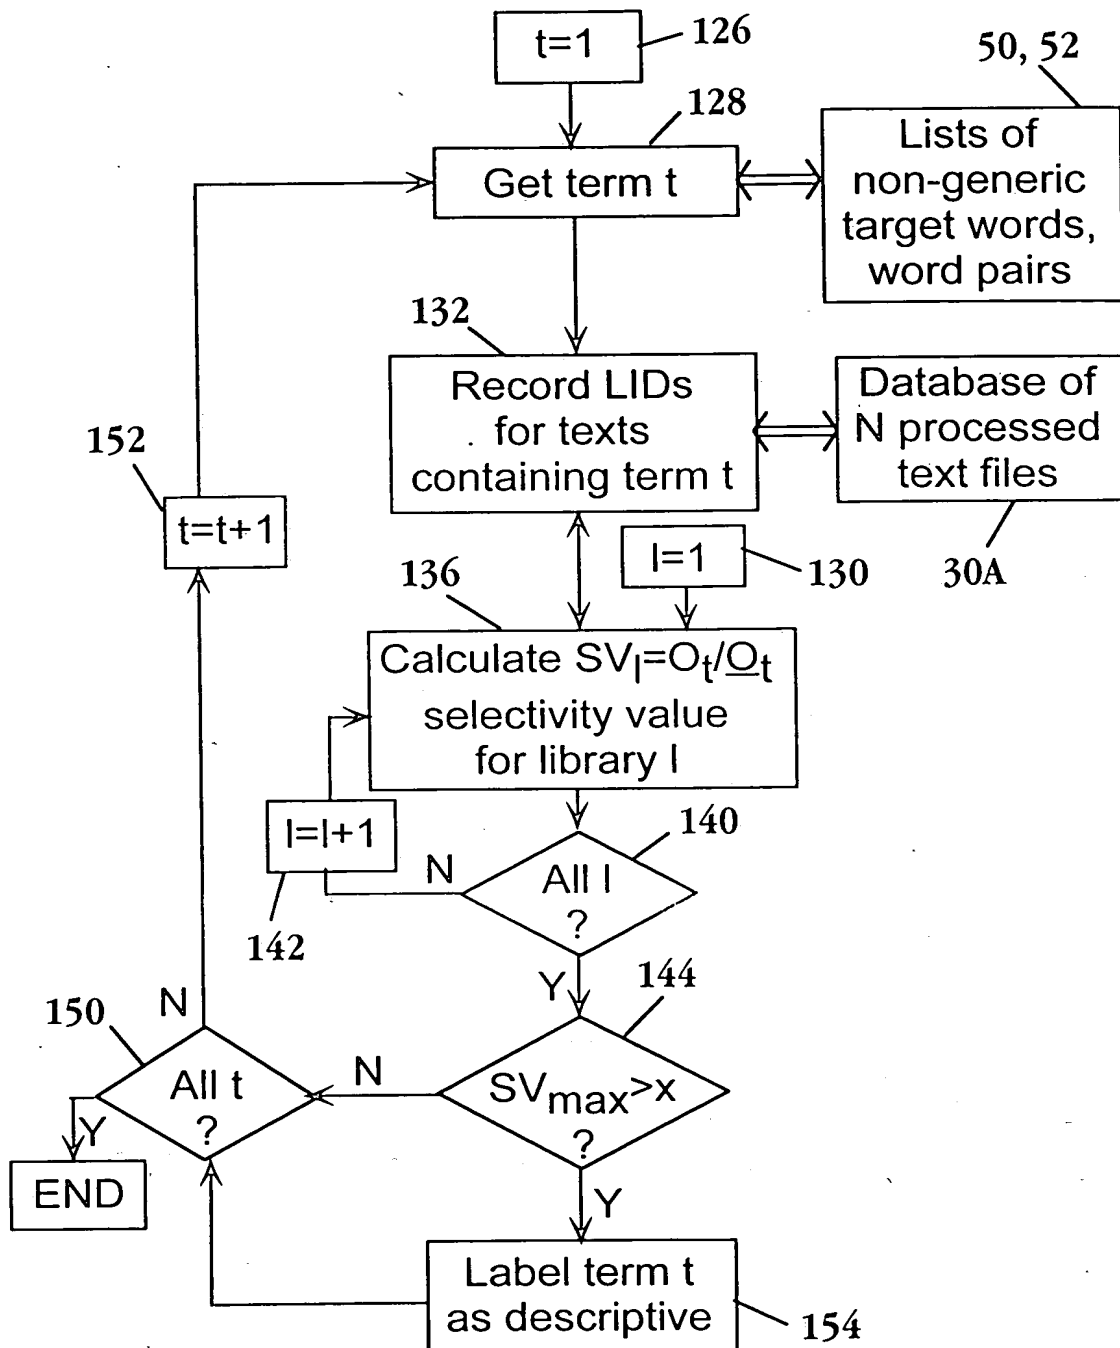 t=1
126
50, 52
128
Get term t
Lists of
non-generic
target words,
word pairs
132
Record LIDs
for texts
containing term t
Database of
N processed
text files
30A
152
t=t+1
l=1
130
136
Calculate SVl=Ot/Ot
selectivity value
for library l
l=l+1
142
140
N
All l
?
Y
144
SVmax>x
?
N
150
N
All t
?
Y
END
Y
Label term t
as descriptive
154